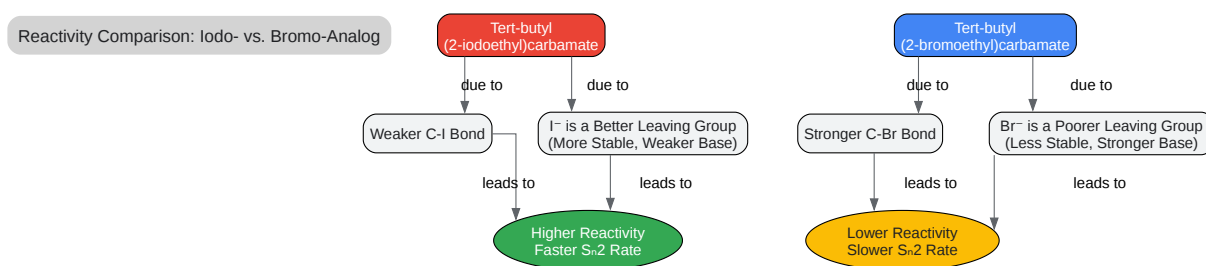 Reactivity Comparison: Iodo- vs. Bromo-Analog
Tert-butyl
(2-iodoethyl)carbamate
Tert-butyl
(2-bromoethyl)carbamate
due to
due to
due to
due to
Weaker C-I Bond
I⁻ is a Better Leaving Group
(More Stable, Weaker Base)
Stronger C-Br Bond
Br⁻ is a Poorer Leaving Group
(Less Stable, Stronger Base)
leads to
leads to
leads to
leads to
Higher Reactivity
Faster Sₙ2 Rate
Lower Reactivity
Slower Sₙ2 Rate